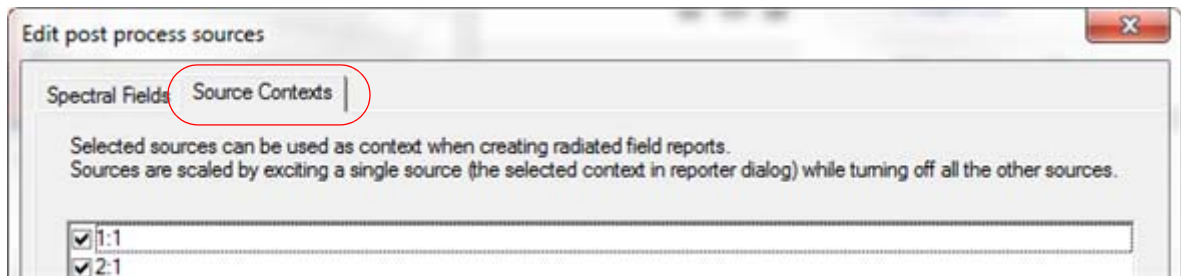 Edit post process sources
Spectral Fields Source Contexts
Selected sources can be used as context when creating radiated field reports.
Sources are scaled by exciting a single source (the selected context in reporter dialog) while turning off all the other sources.
1:1
2:1